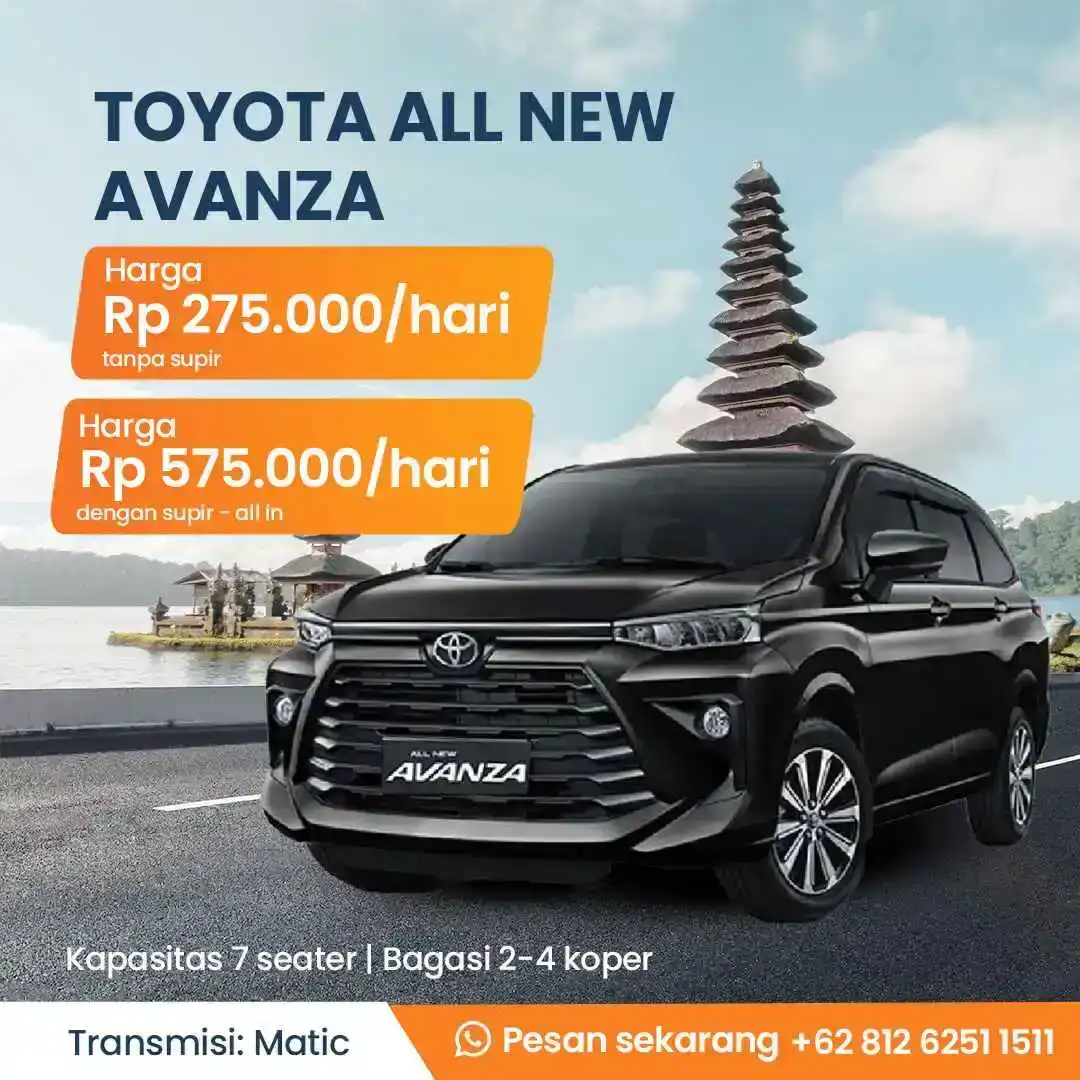 TOYOTA ALL NEW
AVANZA
Harga
Rp 275.000/hari
tanpa supir
Harga
Rp 575.000/hari
dengan supir - all in
ALL NEW
AVANZA
Kapasitas 7 seater | Bagasi 2-4 koper
Transmisi: Matic
Pesan sekarang +62 812 6251 1511